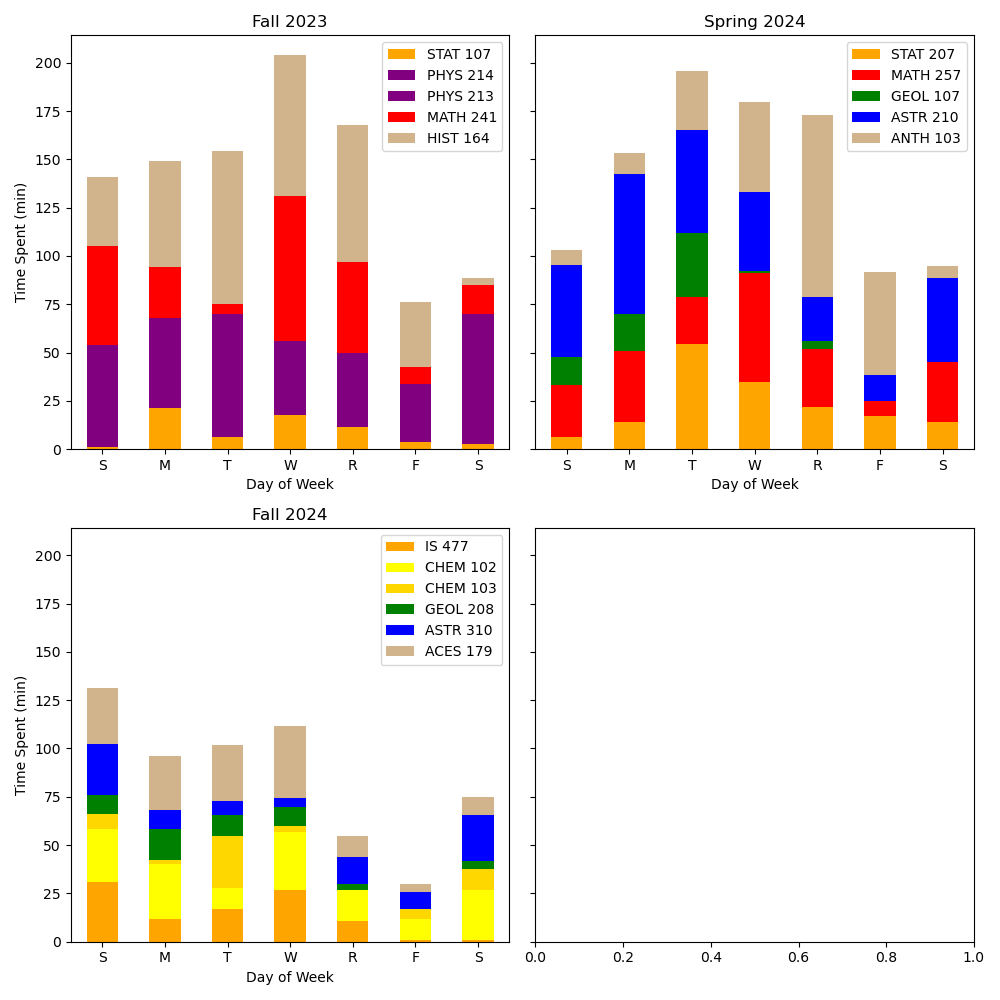 Fall 2023
Time Spent (min)
200
175
150
125
100
75
50
25
0
STAT 107
PHYS 214
PHYS 213
MATH 241
HIST 164
S M T W R F S
Day of Week
Spring 2024
STAT 207
MATH 257
GEOL 107
ASTR 210
ANTH 103
S M T W R F S
Day of Week
Fall 2024
Time Spent (min)
200
175
150
125
100
75
50
25
0
IS 477
CHEM 102
CHEM 103
GEOL 208
ASTR 310
ACES 179
S M T W R F S
Day of Week
0.0 0.2 0.4 0.6 0.8 1.0